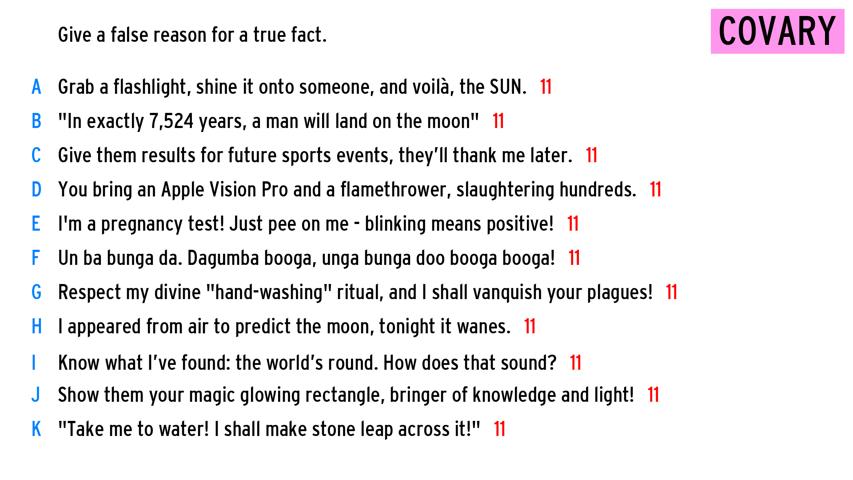 Give a false reason for a true fact.
COVARY
A Grab a flashlight, shine it onto someone, and voilà, the SUN. 11
B "In exactly 7,524 years, a man will land on the moon" 11
C Give them results for future sports events, they’ll thank me later. 11
D You bring an Apple Vision Pro and a flamethrower, slaughtering hundreds. 11
E I'm a pregnancy test! Just pee on me - blinking means positive! 11
F Un ba bunga da. Dagumba booga, unga bunga doo booga booga! 11
G Respect my divine "hand-washing" ritual, and I shall vanquish your plagues! 11
H I appeared from air to predict the moon, tonight it wanes. 11
I Know what I’ve found: the world’s round. How does that sound? 11
J Show them your magic glowing rectangle, bringer of knowledge and light! 11
K "Take me to water! I shall make stone leap across it!" 11